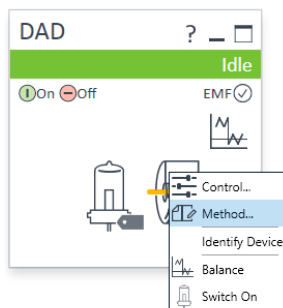 DAD ?
Idle
On Off EMF
Control...
Method...
Identify Device
Balance
Switch On